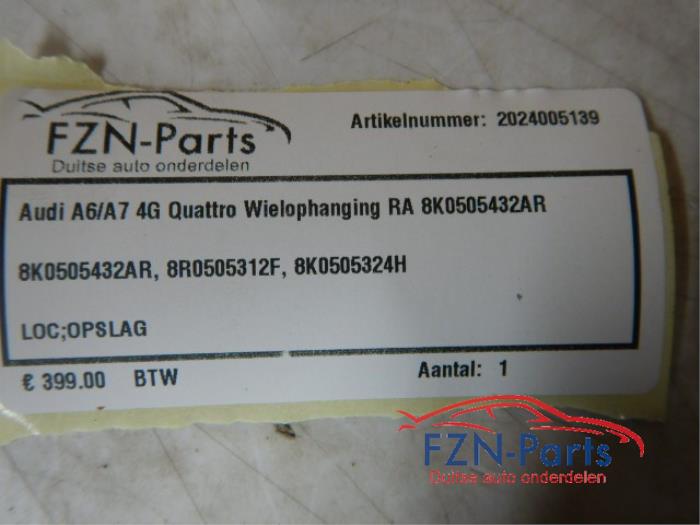 FZN-Parts
Duitse auto onderdelen
Artikelnummer: 2024005139
Audi A6/A7 4G Quattro Wielophanging RA 8K0505432AR
8K0505432AR, 8R0505312F, 8K0505324H
LOC;OPSLAG
€ 399.00 BTW Aantal: 1
FZN-Parts
Duitse auto onderdelen